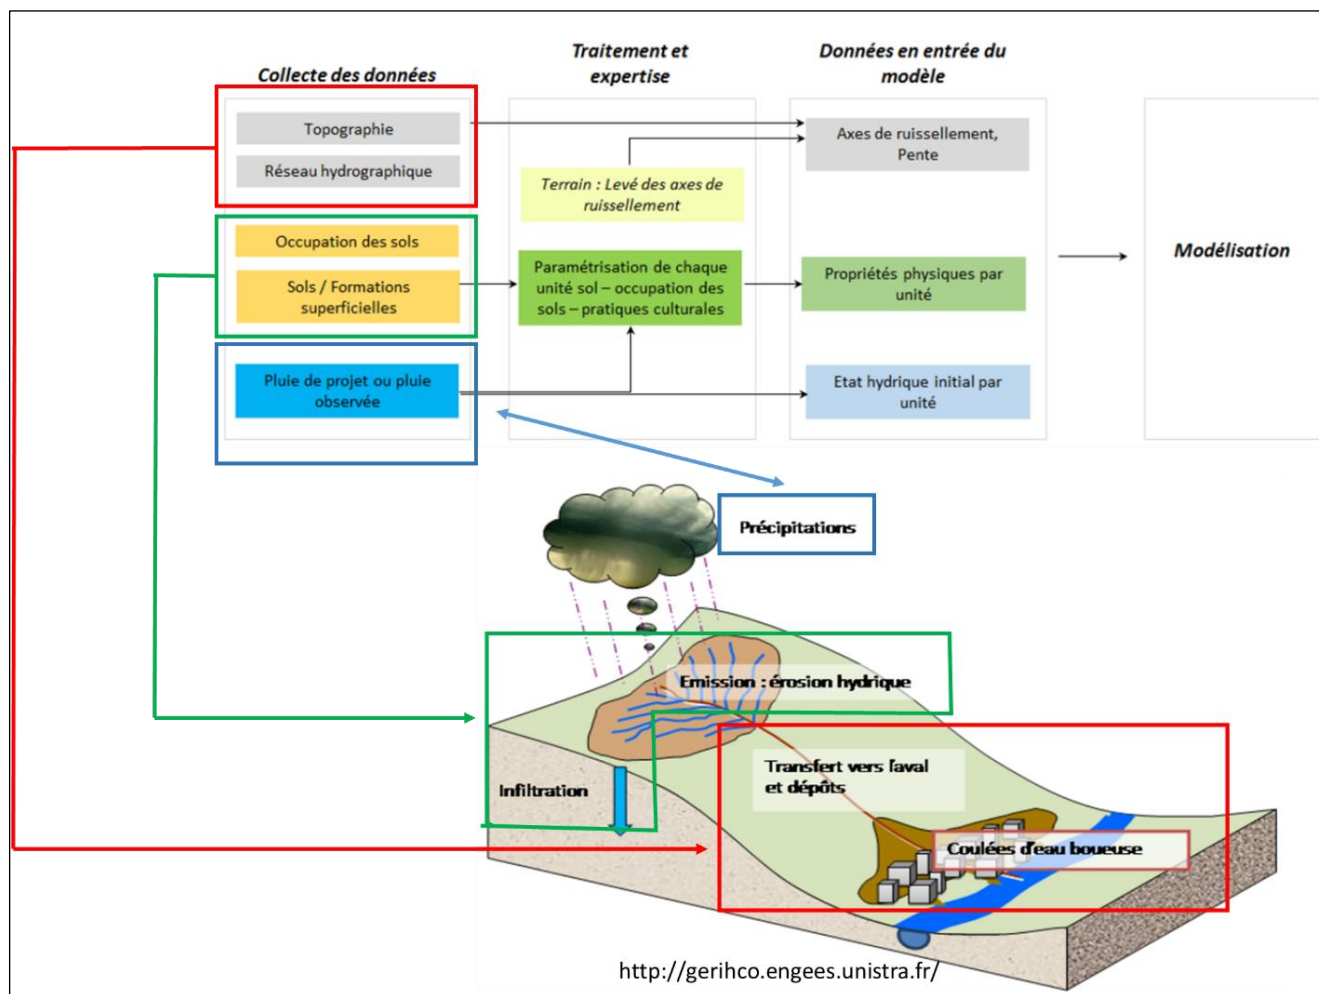 Collecte des données
Traitement et
expertise
Données en entrée du
modèle
Topographie
Réseau hydrographique
Occupation des sols
Sols / Formations
superficielles
Pluie de projet ou pluie
observée
Terrain : Levé des axes de
ruissellement
Paramétrisation de chaque
unité sol – occupation des
sols – pratiques culturales
Axes de ruissellement,
Pente
Propriétés physiques par
unité
Etat hydrique initial par
unité
Modélisation
Précipitations
Emission : érosion hydrique
Infiltration
Transfert vers l'aval
et dépôts
Coulées d'eau boueuse
http://gerihco.engees.unistra.fr/